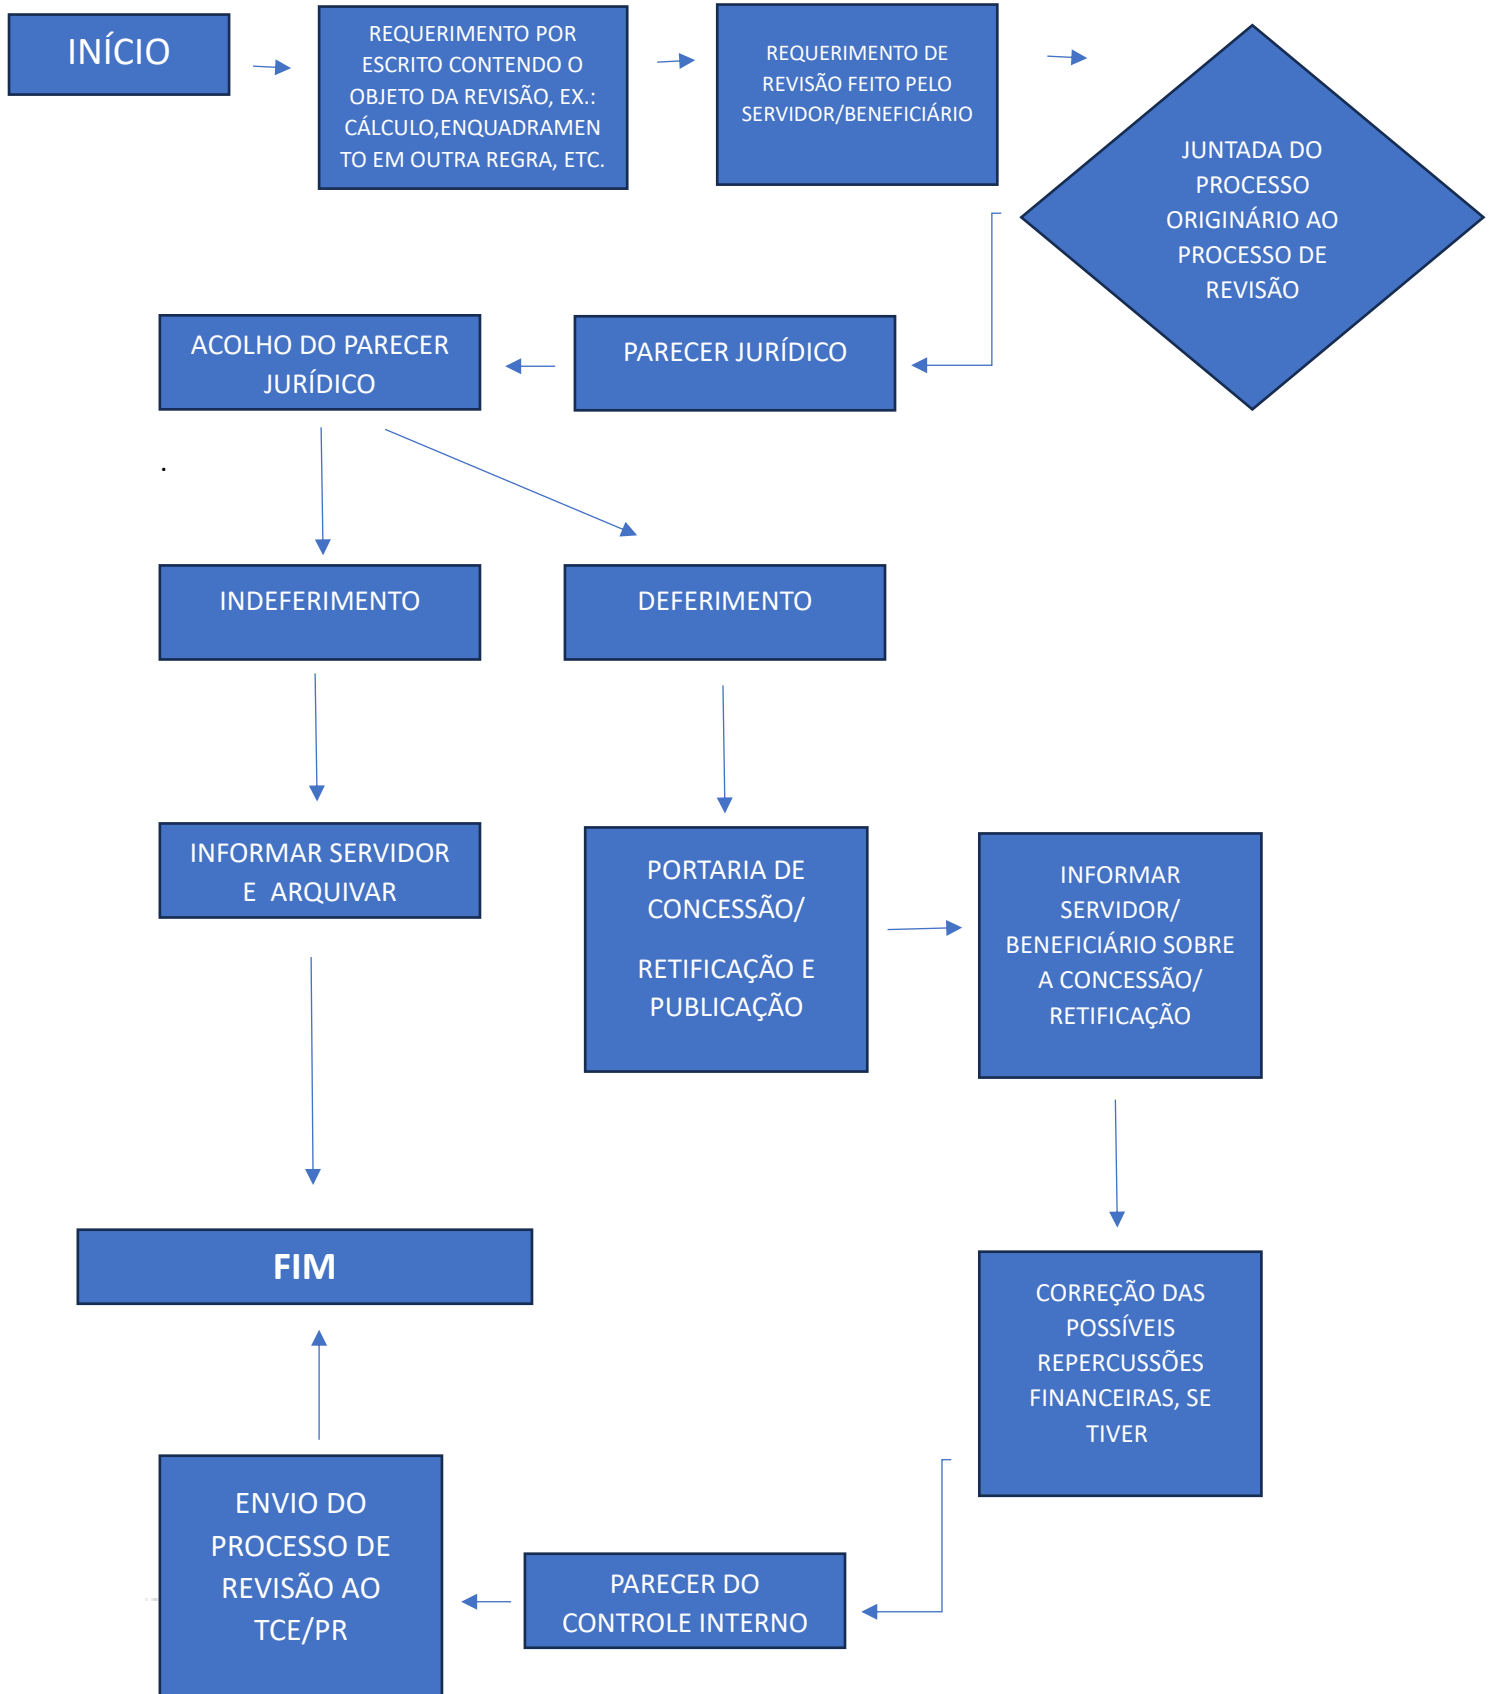 INÍCIO
REQUERIMENTO POR
ESCRITO CONTENDO O
OBJETO DA REVISÃO, EX.:
CÁLCULO,ENQUADRAMEN
TO EM OUTRA REGRA, ETC.
REQUERIMENTO DE
REVISÃO FEITO PELO
SERVIDOR/BENEFICIÁRIO
JUNTADA DO
PROCESSO
ORIGINÁRIO AO
PROCESSO DE
REVISÃO
PARECER JURÍDICO
ACOLHO DO PARECER
JURÍDICO
.
INDEFERIMENTO
DEFERIMENTO
INFORMAR SERVIDOR
E  ARQUIVAR
PORTARIA DE
CONCESSÃO/
RETIFICAÇÃO E
PUBLICAÇÃO
INFORMAR
SERVIDOR/
BENEFICIÁRIO SOBRE
A CONCESSÃO/
RETIFICAÇÃO
CORREÇÃO DAS
POSSÍVEIS
REPERCUSSÕES
FINANCEIRAS, SE
TIVER
PARECER DO
CONTROLE INTERNO
ENVIO DO
PROCESSO DE
REVISÃO AO
TCE/PR
FIM